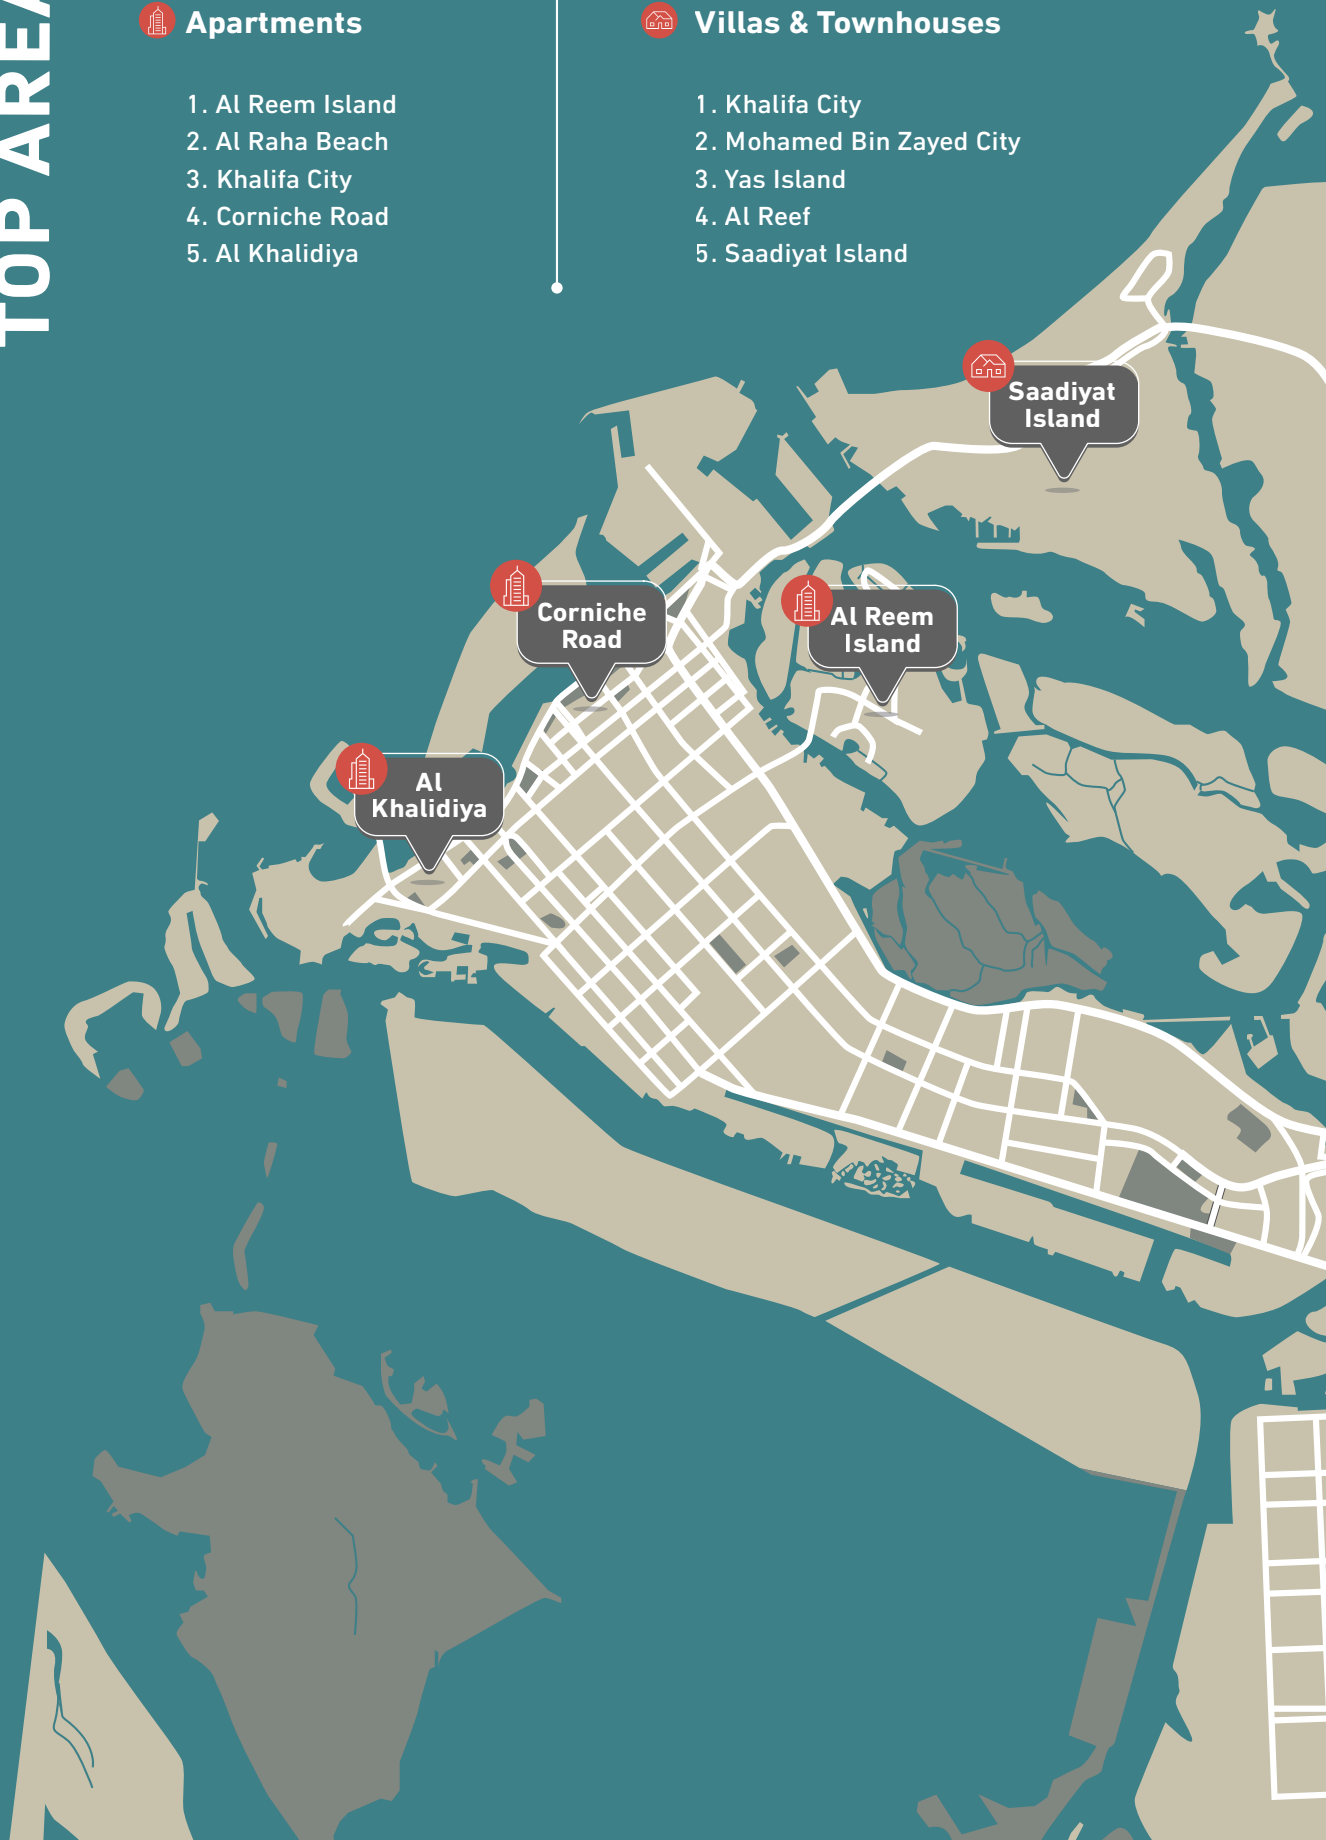 TOP AREA
Apartments
1. Al Reem Island
2. Al Raha Beach
3. Khalifa City
4. Corniche Road
5. Al Khalidiya
Villas & Townhouses
1. Khalifa City
2. Mohamed Bin Zayed City
3. Yas Island
4. Al Reef
5. Saadiyat Island
Saadiyat
Island
Corniche
Road
Al Reem
Island
Al
Khalidiya